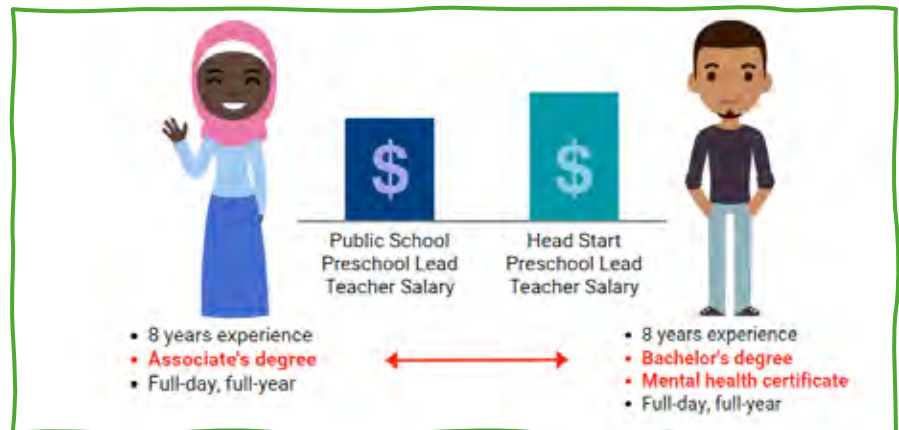 $
$
Public School
Preschool Lead
Teacher Salary
Head Start
Preschool Lead
Teacher Salary
• 8 years experience
• Associate's degree
• Full-day, full-year
• 8 years experience
• Bachelor's degree
• Mental health certificate
• Full-day, full-year